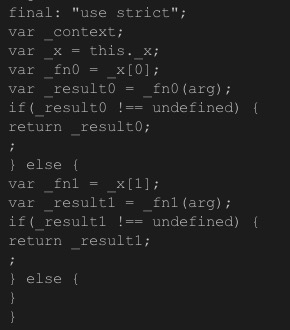 final: "use strict";
var _context;
var _x = this._x;
var _fn0 = _x[0];
var _result0 = _fn0(arg);
if(_result0 !== undefined) {
return _result0;
;
} else {
var _fn1 = _x[1];
var _result1 = _fn1(arg);
if(_result1 !== undefined) {
return _result1;
;
} else {
}
}